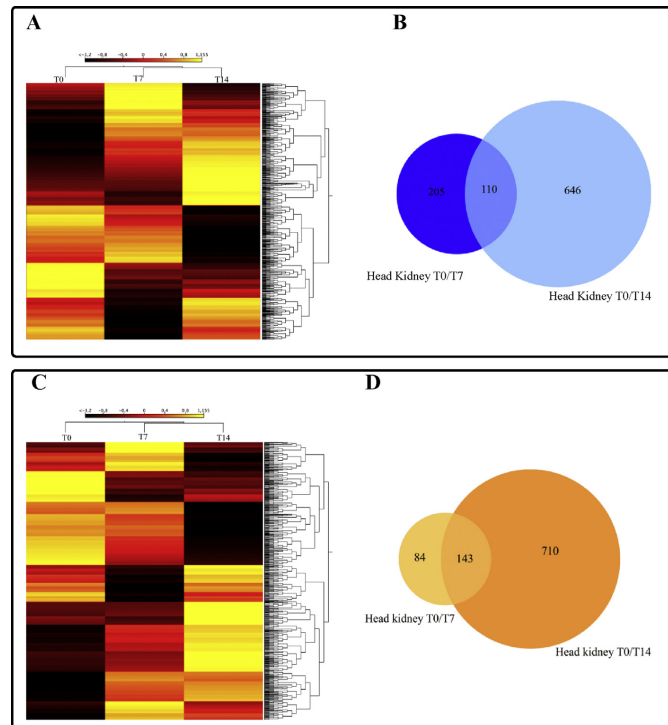 A
B
<-1,2 -0,8 -0,4 0 0,4 0,8 1,155
T0 T7 T14
205 110 646
Head Kidney T0/T7
Head Kidney T0/T14
C
D
<-1,2 -0,8 -0,4 0 0,4 0,8 1,155
T0 T7 T14
84 143 710
Head kidney T0/T7
Head kidney T0/T14